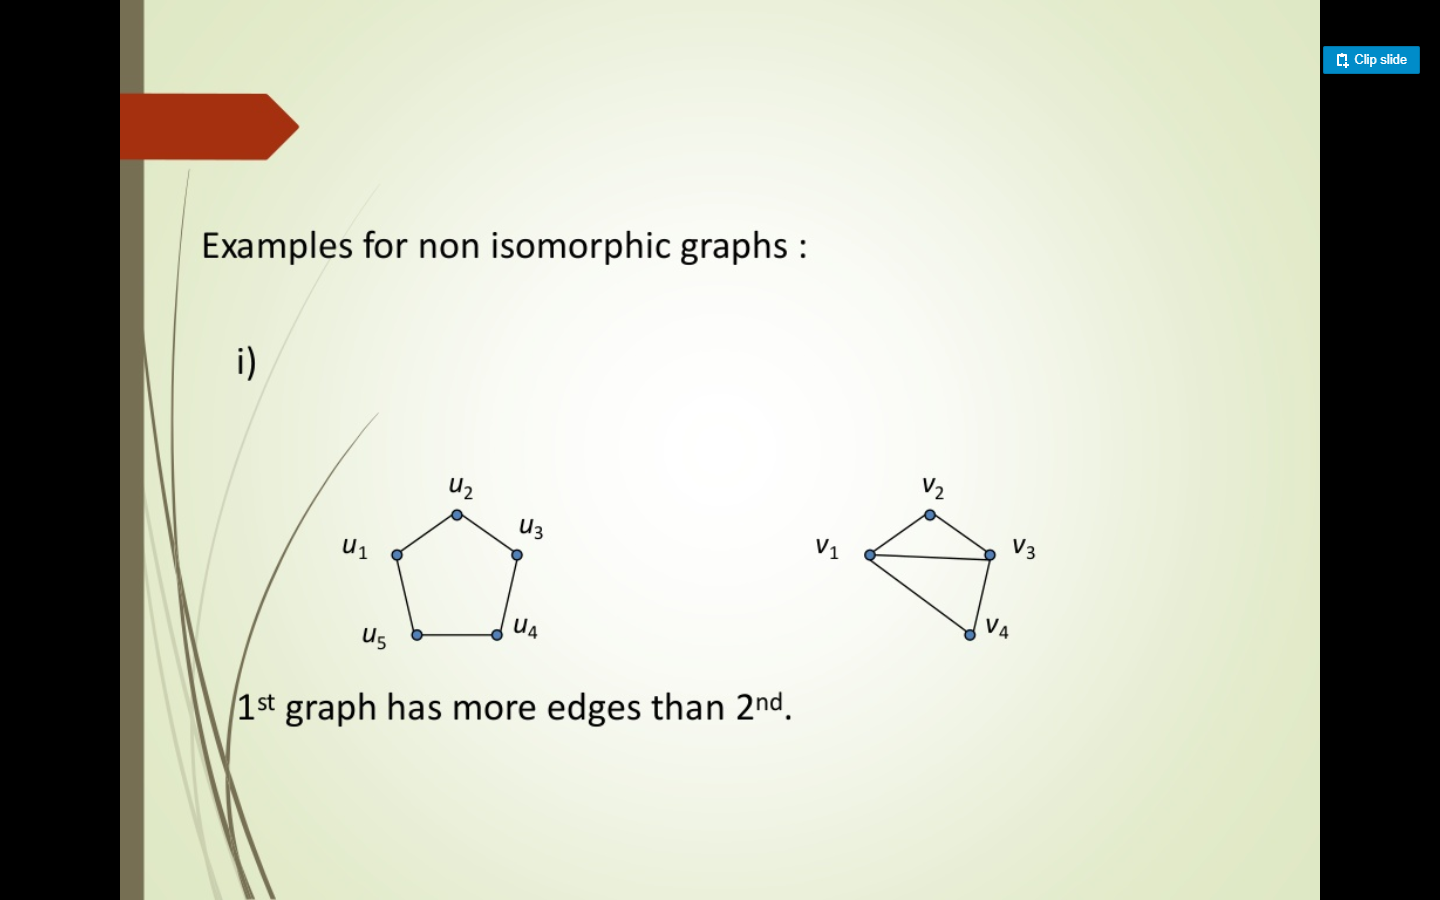 Clip slide
Examples for non isomorphic graphs :
i)
u2
v2
u3
u1
v1
v3
u4
v4
u5
1st graph has more edges than 2nd.